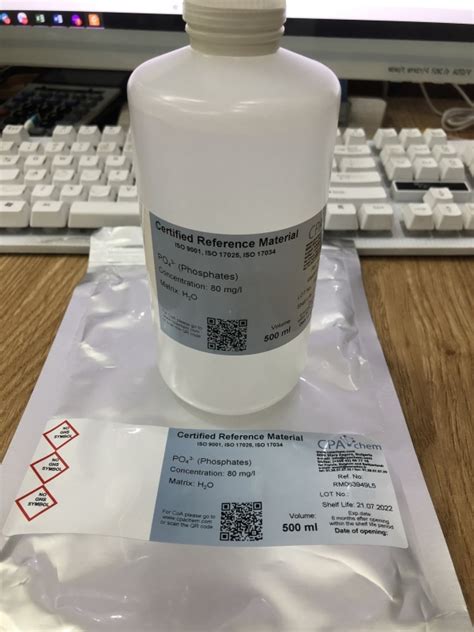 Certified Reference Material
ISO 9001, ISO 17025, ISO 17034
PO₄³⁻ (Phosphates)
Concentration: 80 mg/l
Matrix: H₂O
Volume:
500 ml
CPA
LOT No
NO
GHS
SYMBOL
NO
GHS
SYMBOL
NO
GHS
SYMBOL
Certified Reference Material
ISO 9001, ISO 17025, ISO 17034
PO₄³⁻ (Phosphates)
Concentration: 80 mg/l
Matrix: H₂O
For CoA please go to
www.cpachem.com
or scan the QR code
Volume:
500 ml
CPAchem
Ref. No:
LOT No:
Shelf Life: 21.07.2022
Exp.date
6 months after opening
within the shelf life period
Date of opening: